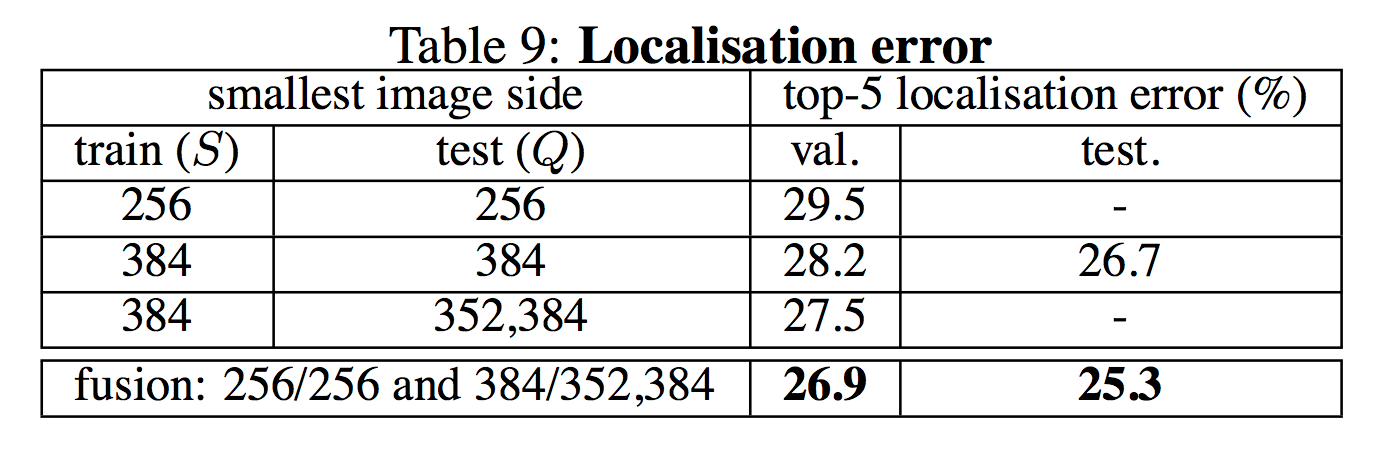 Table 9: Localisation error
smallest image side top-5 localisation error (%)
train (S) test (Q) val. test.
256 256 29.5 -
384 384 28.2 26.7
384 352,384 27.5 -
fusion: 256/256 and 384/352,384 26.9 25.3